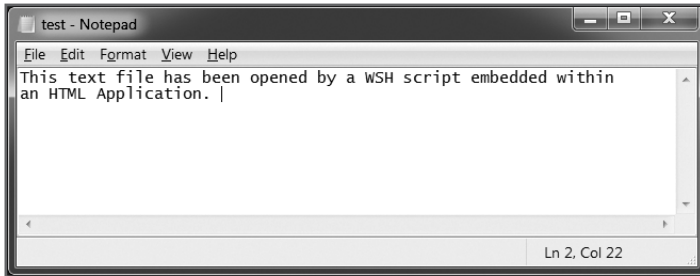 test - Notepad
File Edit Format View Help
This text file has been opened by a WSH script embedded within
an HTML Application.
Ln 2, Col 22